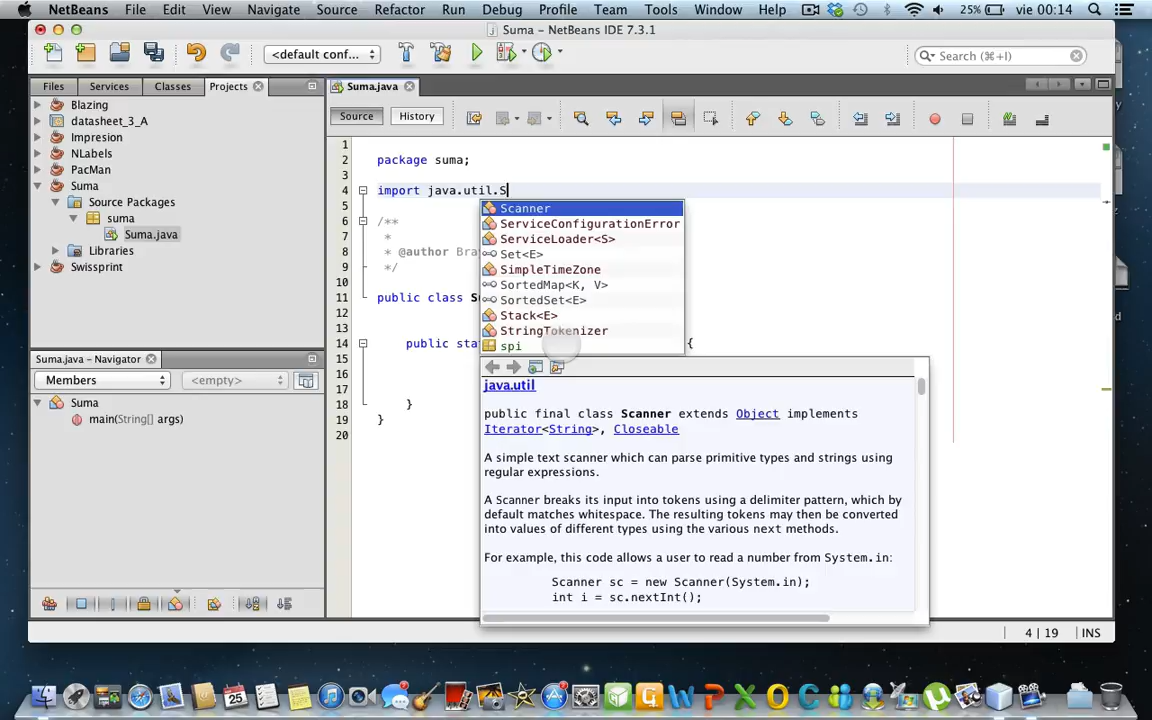 NetBeans File Edit View Navigate Source Refactor Run Debug Profile Team Tools Window Help 25% vie 00:14
Suma - NetBeans IDE 7.3.1
<default conf... Search (⌘+I)
Files Services Classes Projects
Suma.java
Source History
Blazing
datasheet_3_A
Impresion
NLabels
PacMan
Suma
Source Packages
suma
Suma.java
Libraries
Swissprint
Suma.java - Navigator
Members <empty>
Suma
main(String[] args)
1
2 package suma;
3
4 import java.util.S
5
6 /**
7 *
8 * @author Bra
9 */
10
11 public class S
12
13
14 public sta {
15
16
17
18 }
19 }
20
Scanner
ServiceConfigurationError
ServiceLoader<S>
Set<E>
SimpleTimeZone
SortedMap<K, V>
SortedSet<E>
Stack<E>
StringTokenizer
spi
java.util
public final class Scanner extends Object implements
Iterator<String>, Closeable
A simple text scanner which can parse primitive types and strings using
regular expressions.
A Scanner breaks its input into tokens using a delimiter pattern, which by
default matches whitespace. The resulting tokens may then be converted
into values of different types using the various next methods.
For example, this code allows a user to read a number from System.in:
Scanner sc = new Scanner(System.in);
int i = sc.nextInt();
4 | 19 INS
25